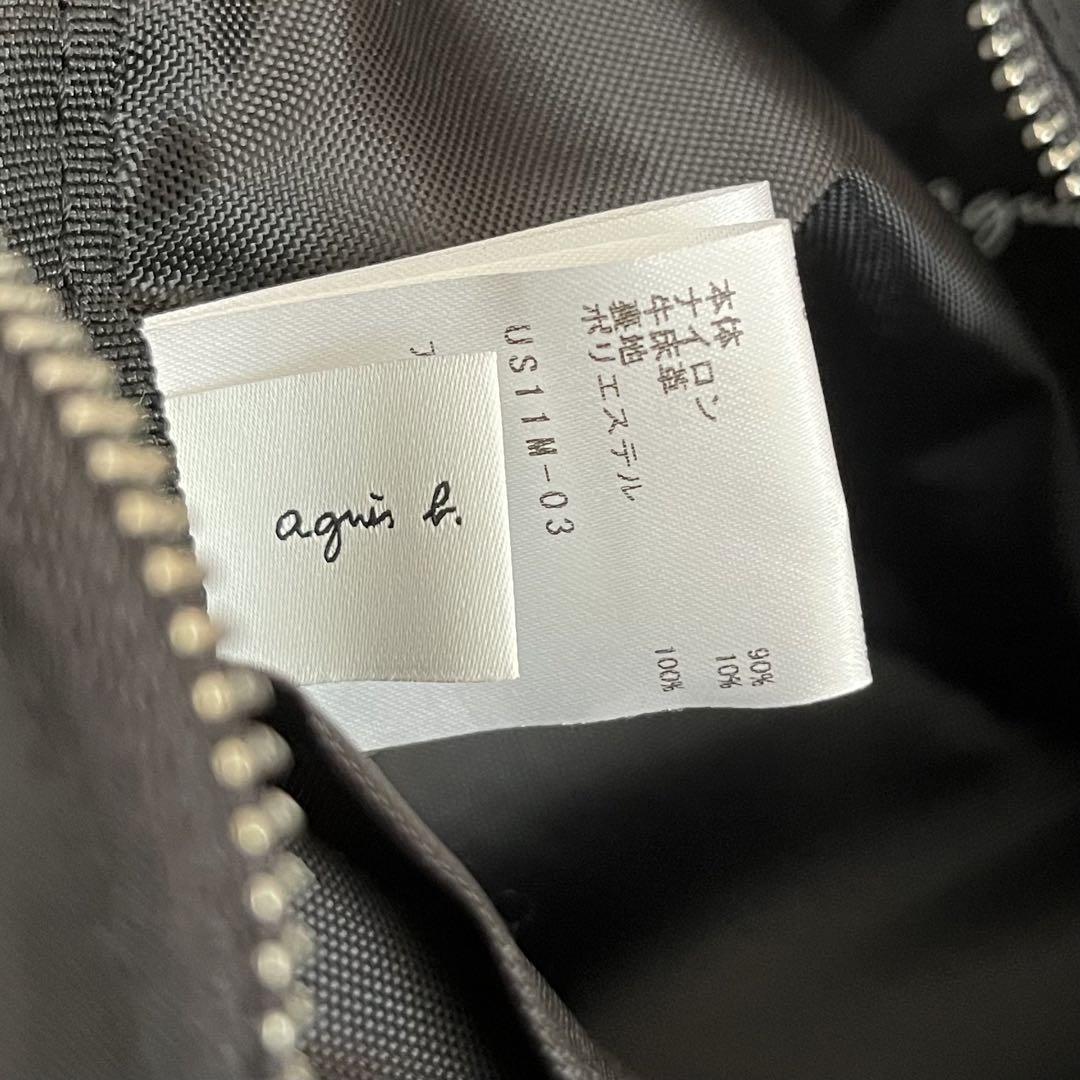 本体
ナイロン 90%
牛床革 10%
裏地
ポリエステル 100%
US11M-03
agnès b.